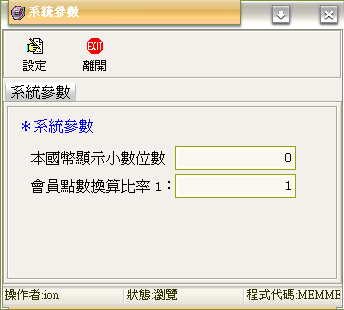 系統參數
EXIT
設定 離開
系統參數
*系統參數
本國幣顯示小數位數 0
會員點數換算比率 1: 1
操作者:ion 狀態:瀏覽 程式代碼:MEMME